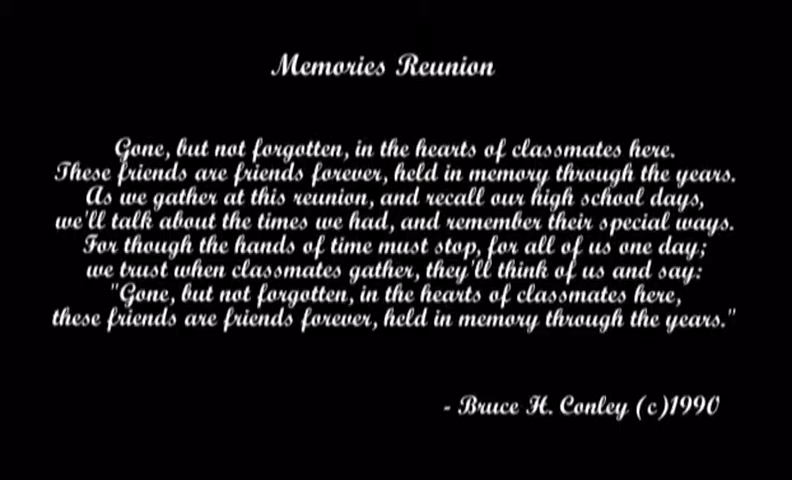 Memories Reunion
Gone, but not forgotten, in the hearts of classmates here.
These friends are friends forever, held in memory through the years.
As we gather at this reunion, and recall our high school days,
we'll talk about the times we had, and remember their special ways.
For though the hands of time must stop, for all of us one day;
we trust when classmates gather, they'll think of us and say:
"Gone, but not forgotten, in the hearts of classmates here,
these friends are friends forever, held in memory through the years."
- Bruce H. Conley (c)1990